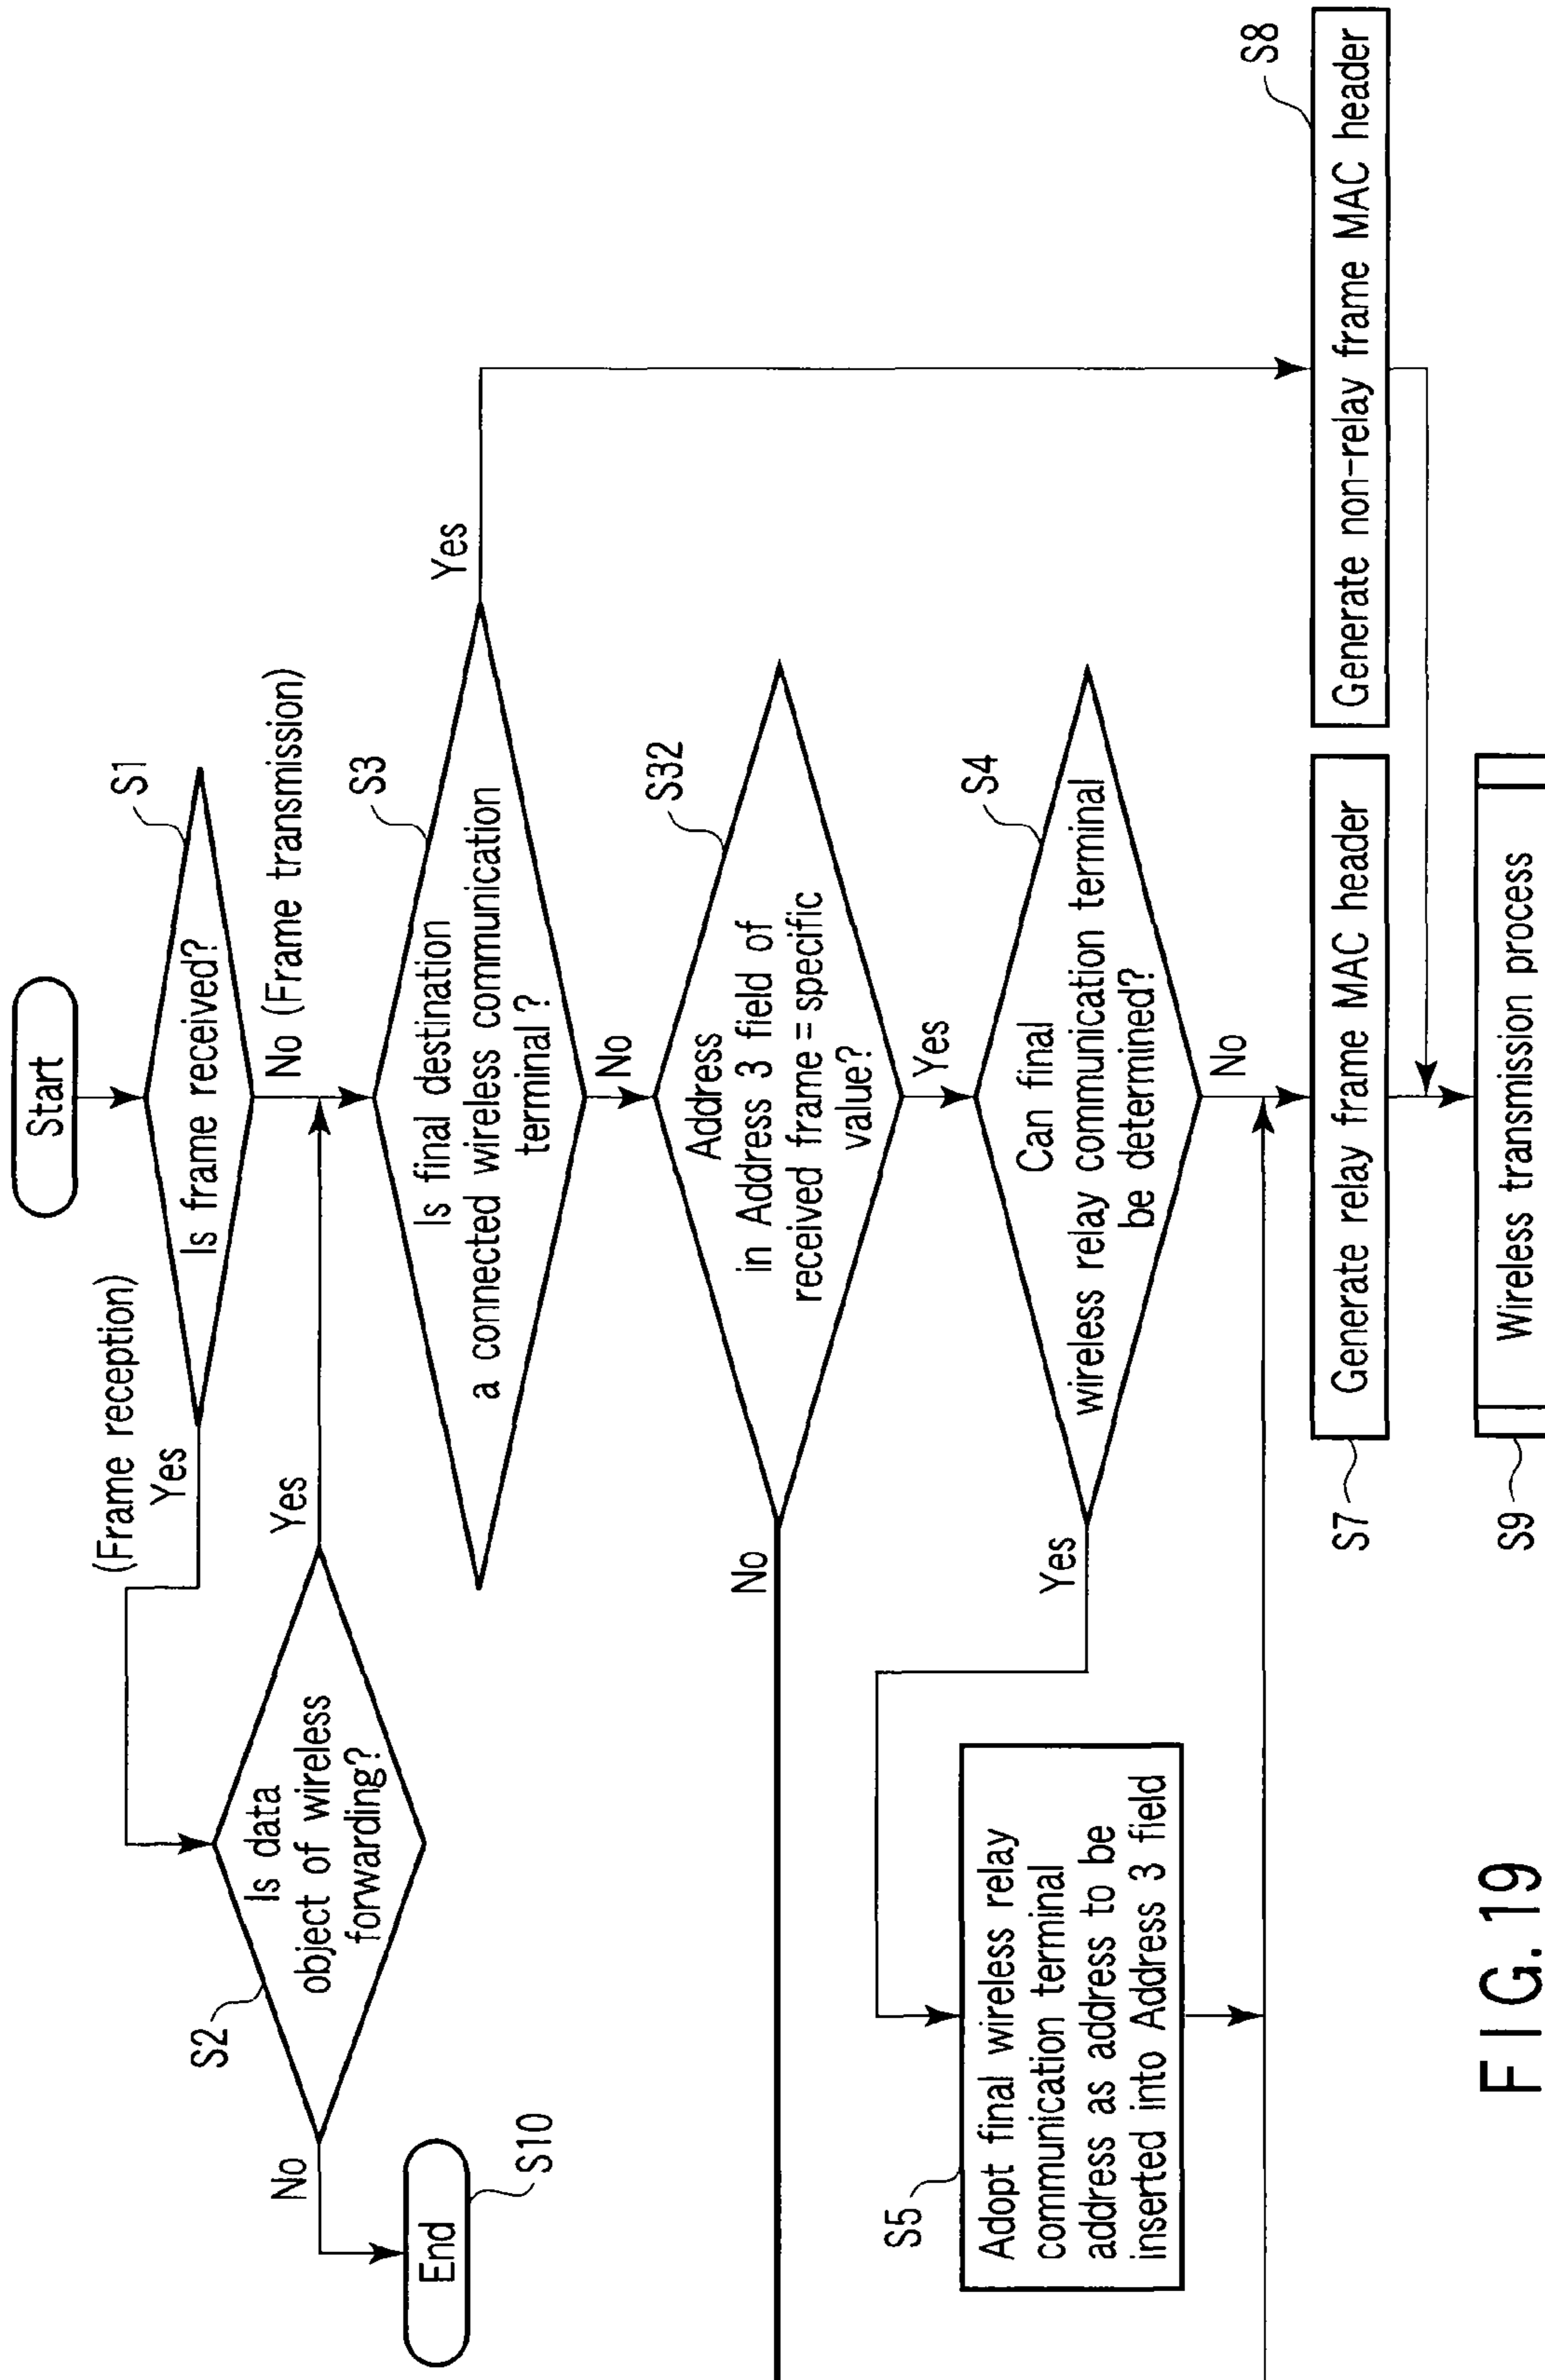 Start
Is frame received?
S1
(Frame reception)
Yes
No (Frame transmission)
Is data
object of wireless
forwarding?
S2
Yes
No
End
S10
Is final destination
a connected wireless communication
terminal ?
S3
Yes
No
Address
in Address 3 field of
received frame = specific
value?
S32
No
Yes
Can final
wireless relay communication terminal
be determined?
S4
Yes
No
Adopt final wireless relay
communication terminal
address as address to be
inserted into Address 3 field
S5
Generate relay frame MAC header
S7
Generate non-relay frame MAC header
S8
Wireless transmission process
S9
FIG.19